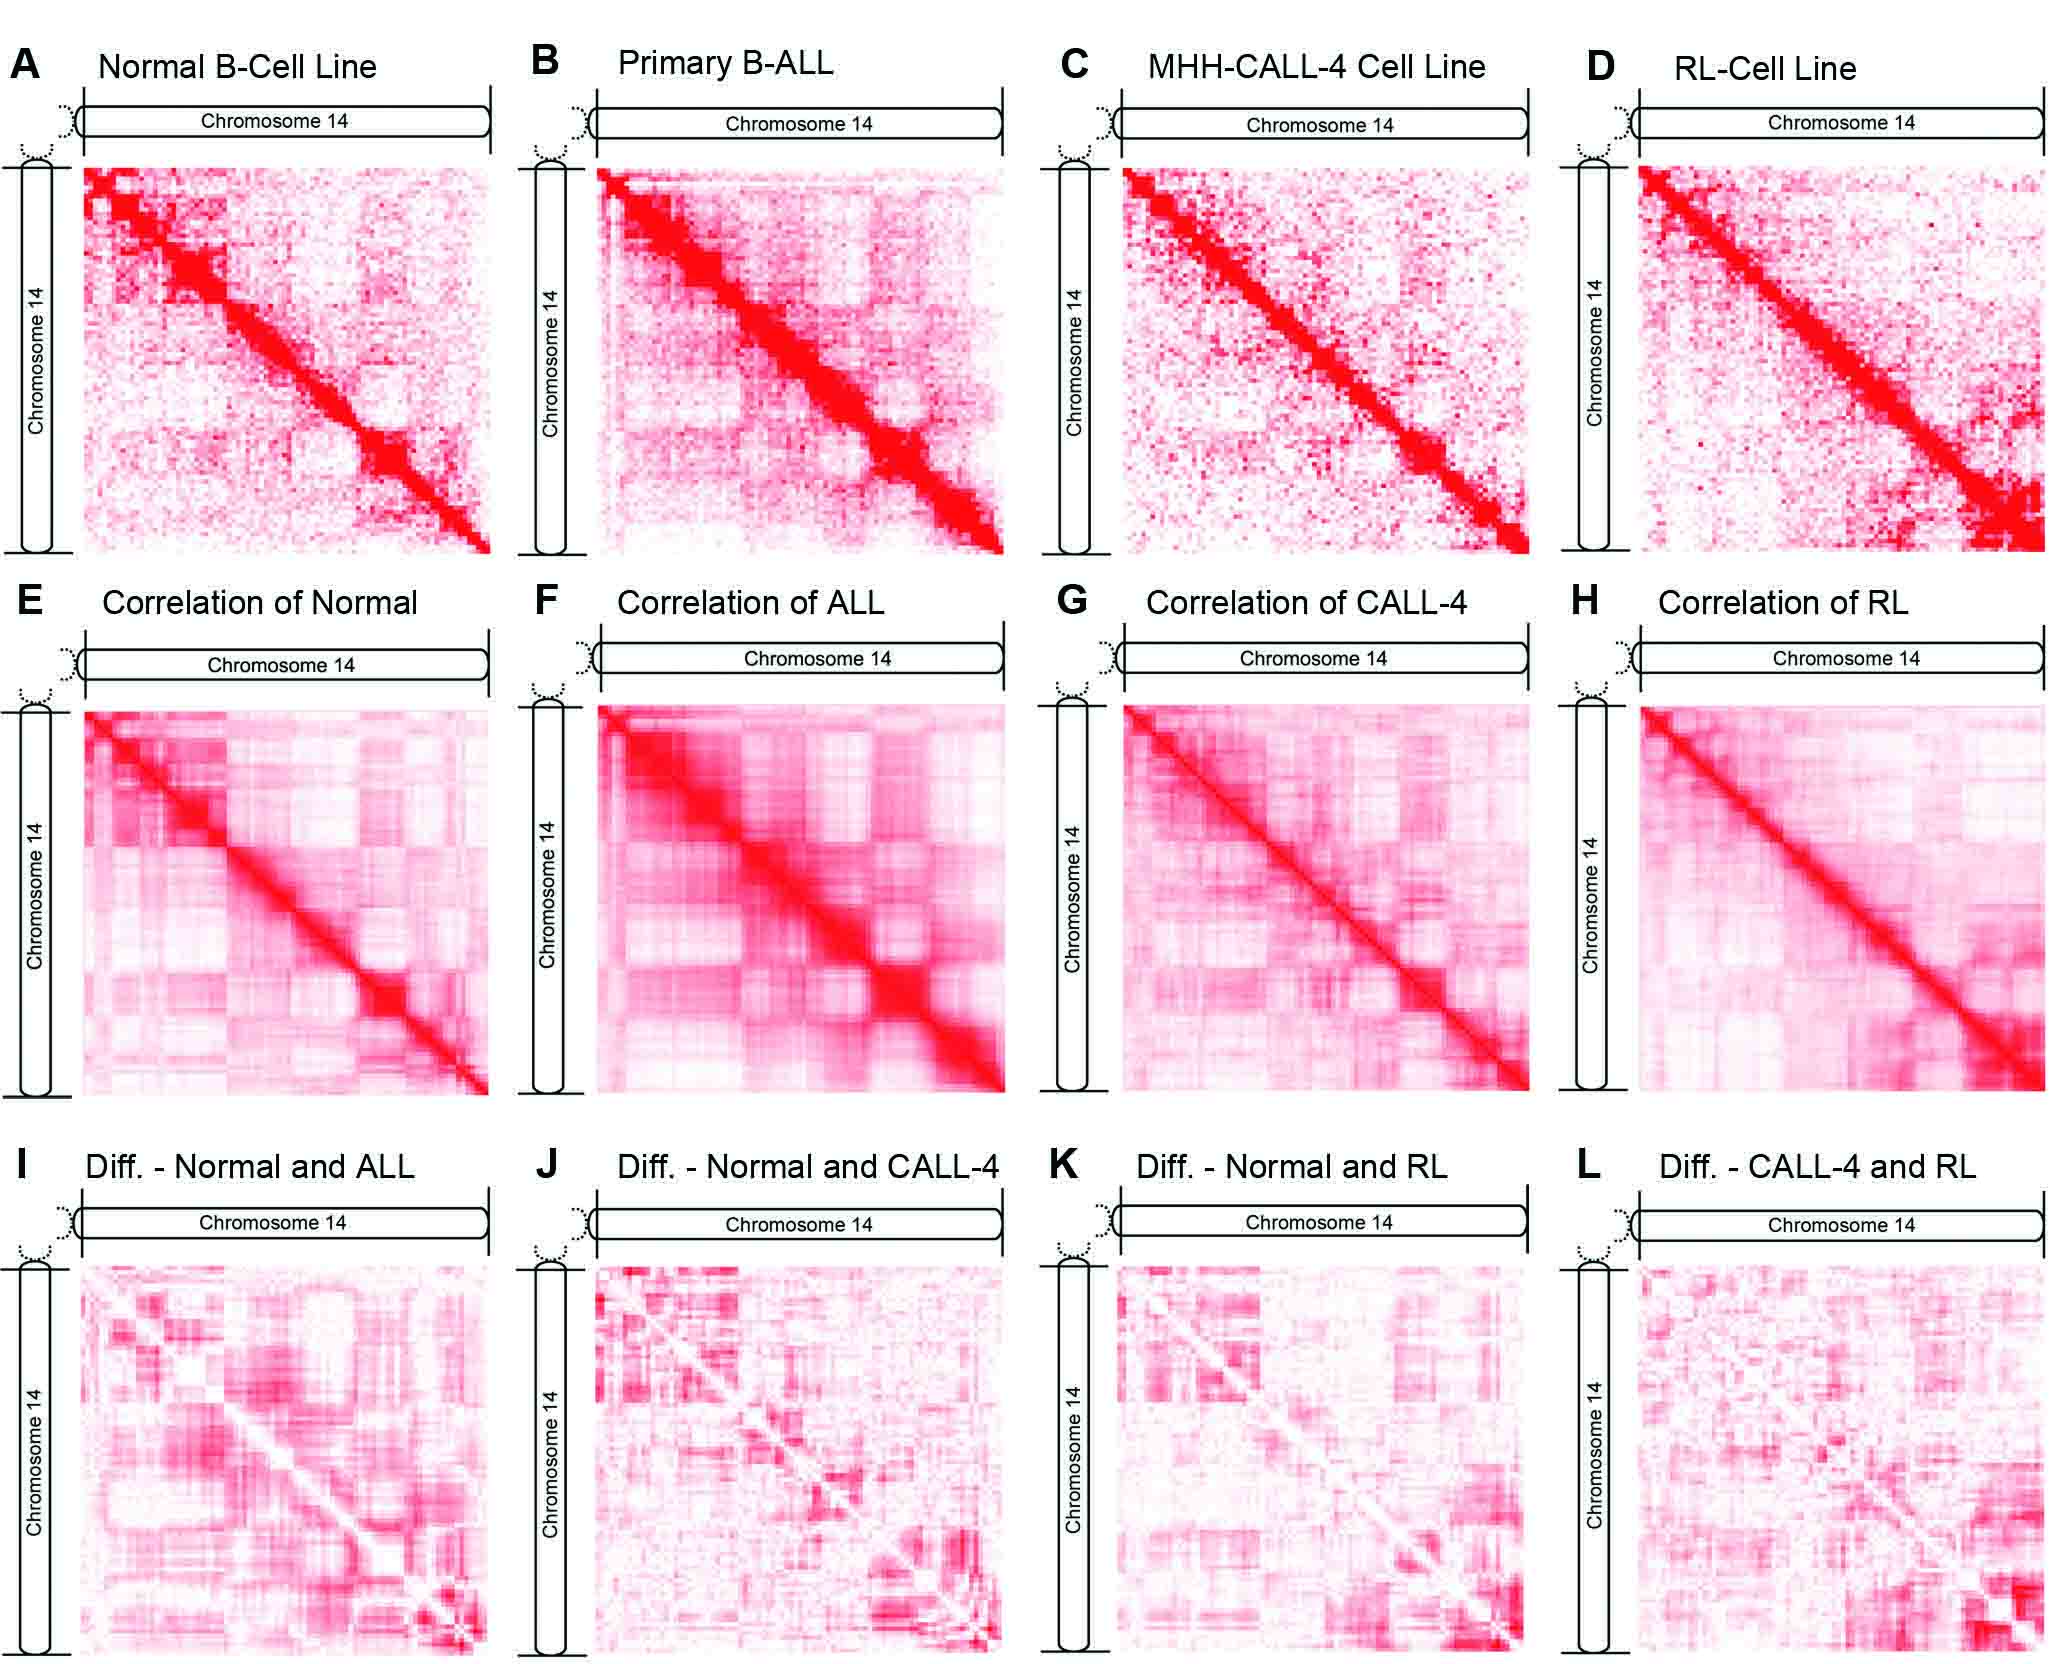 A Normal B-Cell Line
B Primary B-ALL
C MHH-CALL-4 Cell Line
D RL-Cell Line
Chromosome 14
Chromosome 14
Chromosome 14
Chromosome 14
Chromosome 14
Chromosome 14
Chromosome 14
Chromosome 14
E Correlation of Normal
F Correlation of ALL
G Correlation of CALL-4
H Correlation of RL
Chromosome 14
Chromosome 14
Chromosome 14
Chromosome 14
Chromosome 14
Chromosome 14
Chromosome 14
Chromsome 14
I Diff. - Normal and ALL
J Diff. - Normal and CALL-4
K Diff. - Normal and RL
L Diff. - CALL-4 and RL
Chromosome 14
Chromosome 14
Chromosome 14
Chromosome 14
Chromosome 14
Chromosome 14
Chromosome 14
Chromosome 14